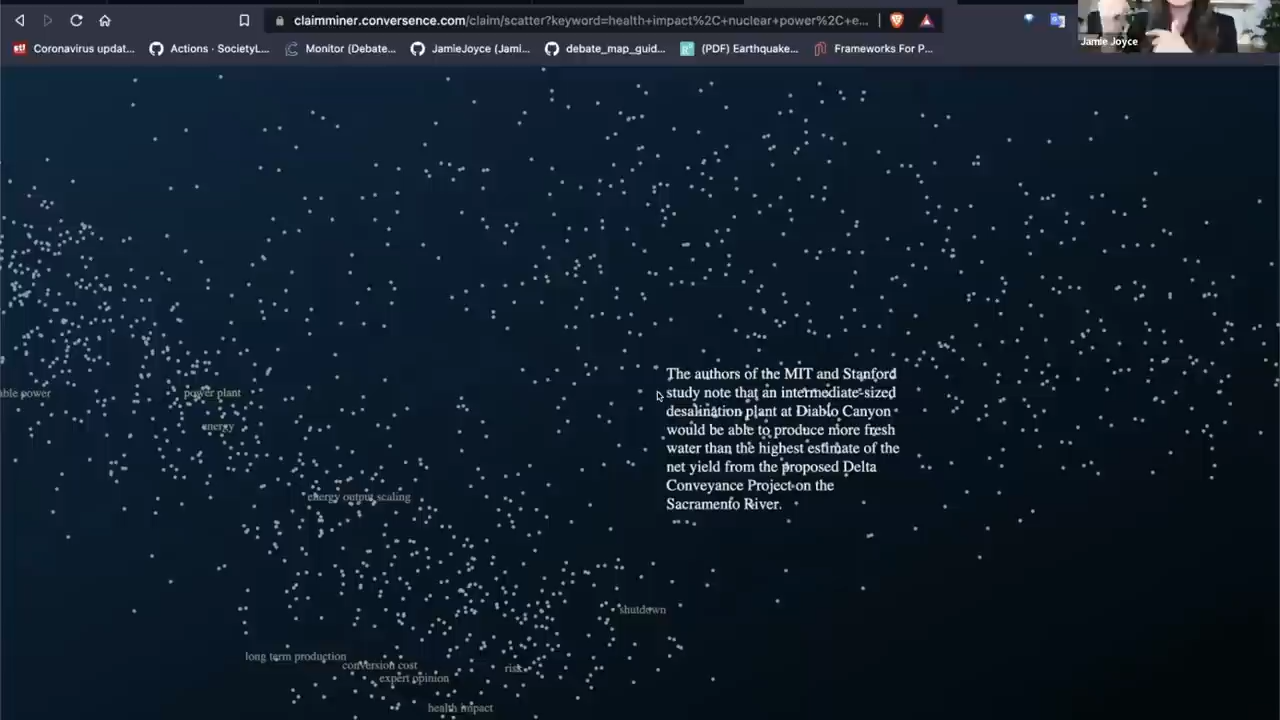 claimminer.conversence.com/claim/scatter?keyword=health+impact%2C+nuclear+power%2C+e...
Jamie Joyce
Coronavirus updat...
Actions · SocietyL...
Monitor (Debate...
JamieJoyce (Jami...
debate_map_guid...
(PDF) Earthquake...
Frameworks For P...
The authors of the MIT and Stanford
study note that an intermediate-sized
desalination plant at Diablo Canyon
would be able to produce more fresh
water than the highest estimate of the
net yield from the proposed Delta
Conveyance Project on the
Sacramento River.
able power
power plant
energy
energy output scaling
shutdown
long term production
conversion cost
risk
expert opinion
health impact